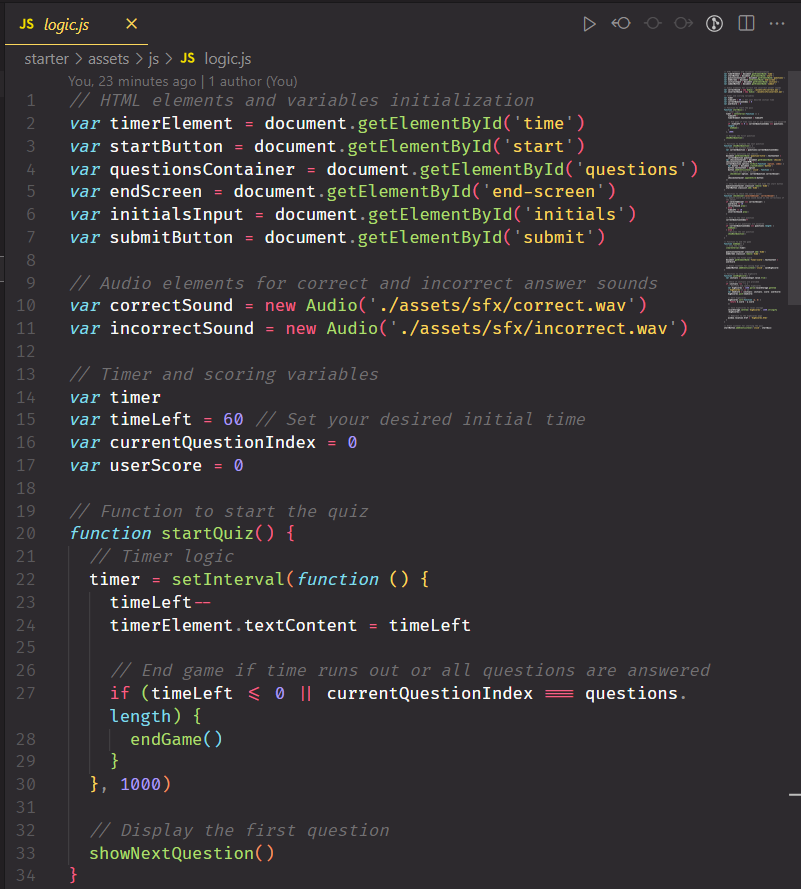 JS logic.js
starter > assets > js > JS logic.js
You, 23 minutes ago | 1 author (You)
1 // HTML elements and variables initialization
2 var timerElement = document.getElementById('time')
3 var startButton = document.getElementById('start')
4 var questionsContainer = document.getElementById('questions')
5 var endScreen = document.getElementById('end-screen')
6 var initialsInput = document.getElementById('initials')
7 var submitButton = document.getElementById('submit')
8
9 // Audio elements for correct and incorrect answer sounds
10 var correctSound = new Audio('./assets/sfx/correct.wav')
11 var incorrectSound = new Audio('./assets/sfx/incorrect.wav')
12
13 // Timer and scoring variables
14 var timer
15 var timeLeft = 60 // Set your desired initial time
16 var currentQuestionIndex = 0
17 var userScore = 0
18
19 // Function to start the quiz
20 function startQuiz() {
21 // Timer logic
22 timer = setInterval(function () {
23 timeLeft--
24 timerElement.textContent = timeLeft
25
26 // End game if time runs out or all questions are answered
27 if (timeLeft <= 0 || currentQuestionIndex === questions.
length) {
28 endGame()
29 }
30 }, 1000)
31
32 // Display the first question
33 showNextQuestion()
34 }